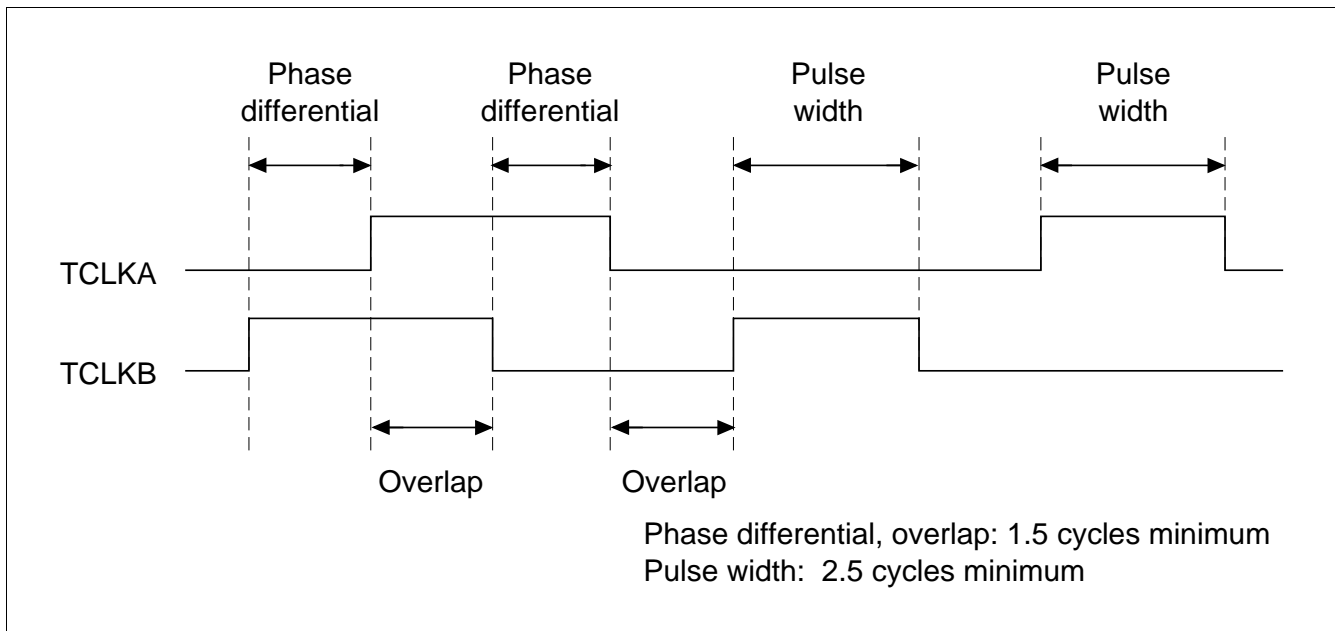 Phase
differential
Phase
differential
Pulse
width
Pulse
width
TCLKA
TCLKB
Overlap
Overlap
Phase differential, overlap: 1.5 cycles minimum
Pulse width:  2.5 cycles minimum